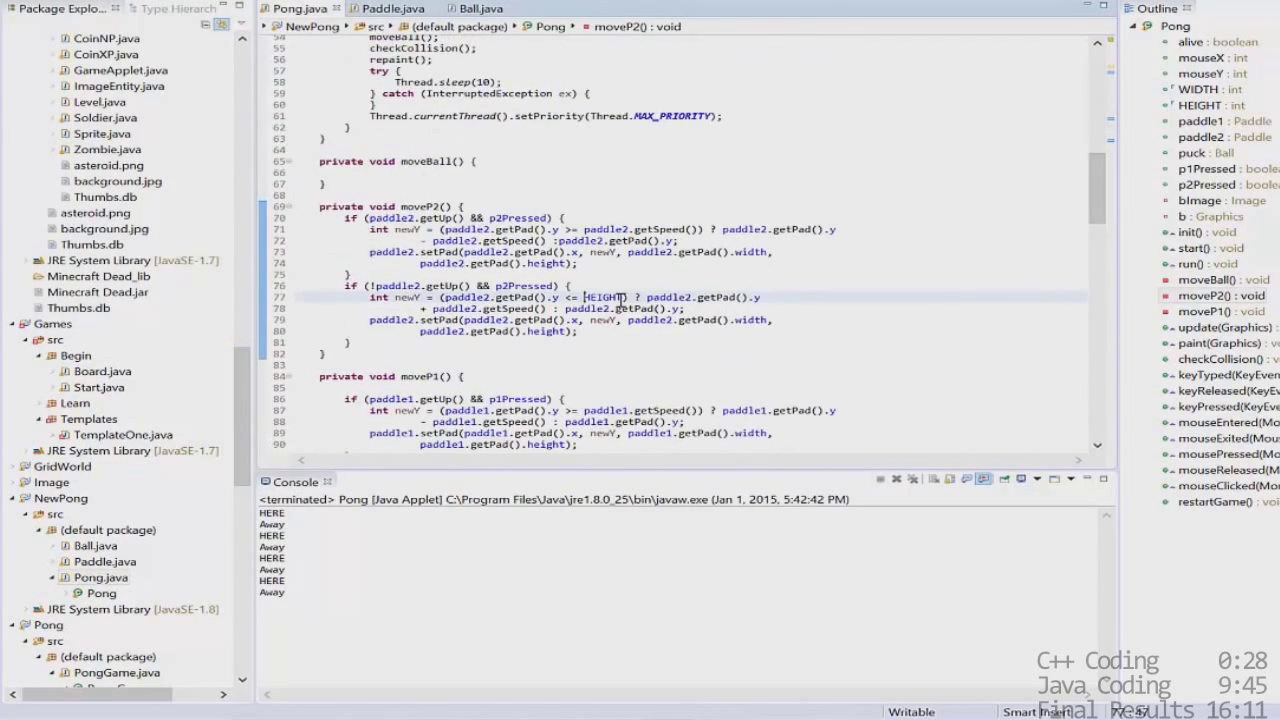 Package Explo...
Type Hierarch
CoinNP.java
CoinXP.java
GameApplet.java
ImageEntity.java
Level.java
Soldier.java
Sprite.java
Zombie.java
asteroid.png
background.jpg
Thumbs.db
asteroid.png
background.jpg
Thumbs.db
JRE System Library [JavaSE-1.7]
Minecraft Dead_lib
Minecraft Dead.jar
Thumbs.db
Games
src
Begin
Board.java
Start.java
Learn
Templates
TemplateOne.java
JRE System Library [JavaSE-1.7]
GridWorld
Image
NewPong
src
(default package)
Ball.java
Paddle.java
Pong.java
Pong
JRE System Library [JavaSE-1.8]
Pong
src
(default package)
PongGame.java
Pong.java Paddle.java Ball.java
NewPong src (default package) Pong moveP2() : void
54 moveBall();
55 checkCollision();
56 repaint();
57 try {
58 Thread.sleep(10);
59 } catch (InterruptedException ex) {
60 }
61 Thread.currentThread().setPriority(Thread.MAX_PRIORITY);
62 }
63 }
64
65 private void moveBall() {
66
67 }
68
69 private void moveP2() {
70 if (paddle2.getUp() && p2Pressed) {
71 int newY = (paddle2.getPad().y >= paddle2.getSpeed()) ? paddle2.getPad().y
72 - paddle2.getSpeed() :paddle2.getPad().y;
73 paddle2.setPad(paddle2.getPad().x, newY, paddle2.getPad().width,
74 paddle2.getPad().height);
75 }
76 if (!paddle2.getUp() && p2Pressed) {
77 int newY = (paddle2.getPad().y <= HEIGHT) ? paddle2.getPad().y
78 + paddle2.getSpeed() : paddle2.getPad().y;
79 paddle2.setPad(paddle2.getPad().x, newY, paddle2.getPad().width,
80 paddle2.getPad().height);
81 }
82 }
83
84 private void moveP1() {
85
86 if (paddle1.getUp() && p1Pressed) {
87 int newY = (paddle1.getPad().y >= paddle1.getSpeed()) ? paddle1.getPad().y
88 - paddle1.getSpeed() : paddle1.getPad().y;
89 paddle1.setPad(paddle1.getPad().x, newY, paddle1.getPad().width,
90 paddle1.getPad().height);
Console
<terminated> Pong [Java Applet] C:\Program Files\Java\jre1.8.0_25\bin\javaw.exe (Jan 1, 2015, 5:42:42 PM)
HERE
Away
HERE
Away
HERE
Away
HERE
Away
Outline
Pong
alive : boolean
mouseX : int
mouseY : int
WIDTH : int
HEIGHT : int
paddle1 : Paddle
paddle2 : Paddle
puck : Ball
p1Pressed : boolean
p2Pressed : boolean
bImage : Image
b : Graphics
init() : void
start() : void
run() : void
moveBall() : void
moveP2() : void
moveP1() : void
update(Graphics)
paint(Graphics)
checkCollision()
keyTyped(KeyEven
keyReleased(KeyE
keyPressed(KeyEv
mouseEntered(Mo
mouseExited(Mou
mousePressed(Mo
mouseReleased(M
mouseClicked(Mou
restartGame() : vo
C++ Coding 0:28
Java Coding 9:45
Final Results 16:11
Writable Smart Insert 77 : 47